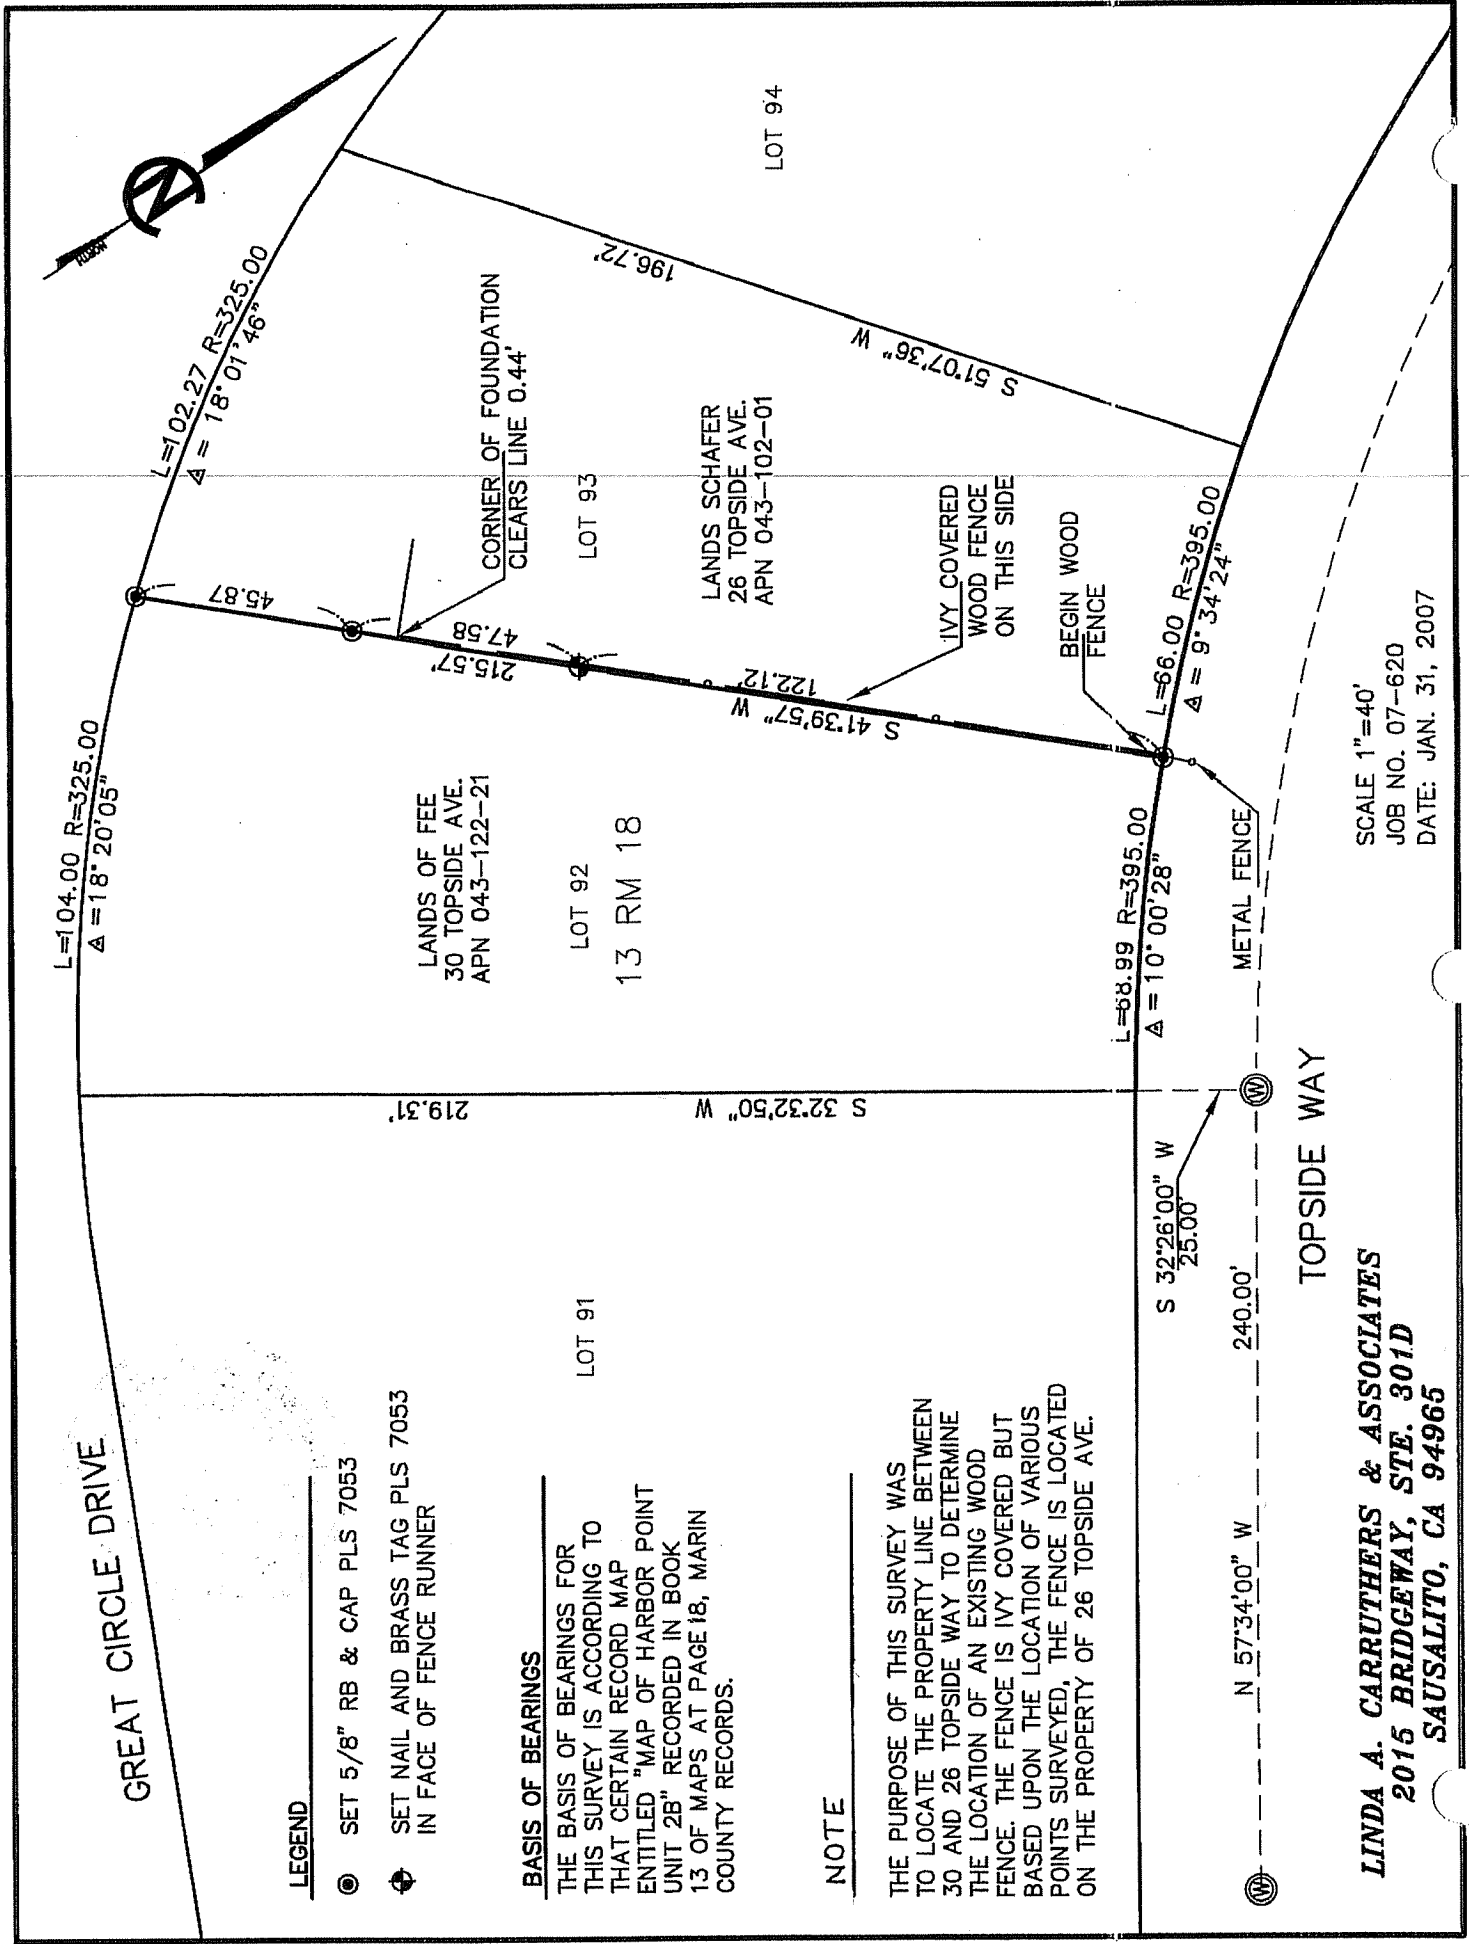 GREAT CIRCLE DRIVE
L=104.00 R=325.00
Δ=18°20'05"
L=102.27 R=325.00
Δ = 18°01'46"
NORTH
N
LEGEND
SET 5/8" RB & CAP PLS 7053
SET NAIL AND BRASS TAG PLS 7053
IN FACE OF FENCE RUNNER
BASIS OF BEARINGS
THE BASIS OF BEARINGS FOR
THIS SURVEY IS ACCORDING TO
THAT CERTAIN RECORD MAP
ENTITLED "MAP OF HARBOR POINT
UNIT 2B" RECORDED IN BOOK
13 OF MAPS AT PAGE 18, MARIN
COUNTY RECORDS.
NOTE
THE PURPOSE OF THIS SURVEY WAS
TO LOCATE THE PROPERTY LINE BETWEEN
30 AND 26 TOPSIDE WAY TO DETERMINE
THE LOCATION OF AN EXISTING WOOD
FENCE. THE FENCE IS IVY COVERED BUT
BASED UPON THE LOCATION OF VARIOUS
POINTS SURVEYED, THE FENCE IS LOCATED
ON THE PROPERTY OF 26 TOPSIDE AVE.
LOT 91
219.31'
S 32°32'50" W
LANDS OF FEE
30 TOPSIDE AVE.
APN 043-122-21
LOT 92
13 RM 18
45.87
47.58
215.57'
122.12'
S 41°39'57" W
CORNER OF FOUNDATION
CLEARS LINE 0.44'
LOT 93
LANDS SCHAFER
26 TOPSIDE AVE.
APN 043-102-01
IVY COVERED
WOOD FENCE
ON THIS SIDE
BEGIN WOOD
FENCE
196.72'
S 51°07'36" W
LOT 94
L=68.99 R=395.00
Δ = 10°00'28"
L=66.00 R=395.00
Δ = 9°34'24"
METAL FENCE
S 32°26'00" W
25.00'
N 57°34'00" W
240.00'
W
W
TOPSIDE WAY
LINDA A. CARRUTHERS & ASSOCIATES
2015 BRIDGEWAY, STE. 301D
SAUSALITO, CA 94965
SCALE 1"=40'
JOB NO. 07-620
DATE: JAN. 31, 2007